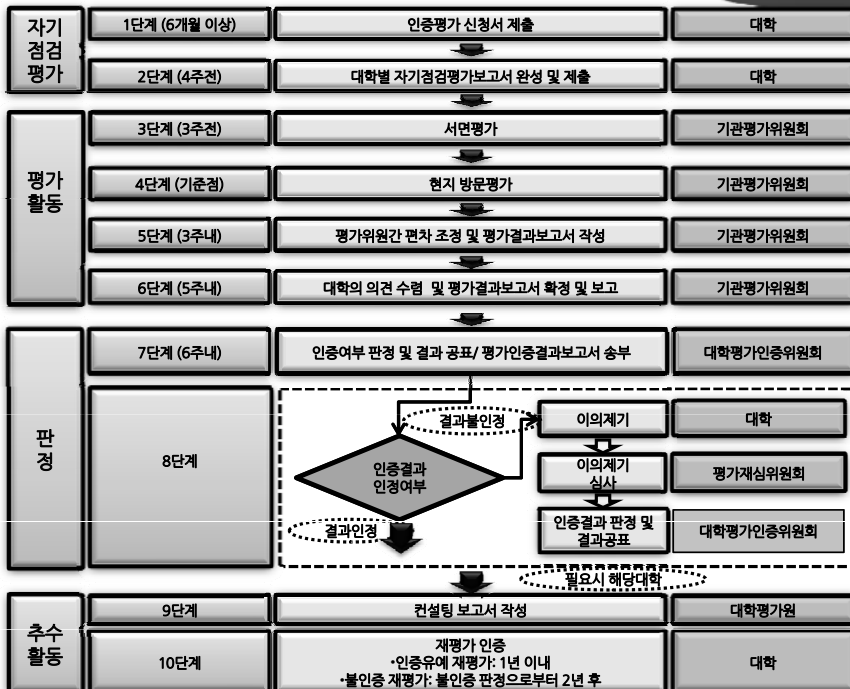 자기
점검
평가
1단계 (6개월 이상)
인증평가 신청서 제출
대학
2단계 (4주전)
대학별 자기점검평가보고서 완성 및 제출
대학
평가
활동
3단계 (3주전)
서면평가
기관평가위원회
4단계 (기준점)
현지 방문평가
기관평가위원회
5단계 (3주내)
평가위원간 편차 조정 및 평가결과보고서 작성
기관평가위원회
6단계 (5주내)
대학의 의견 수렴 및 평가결과보고서 확정 및 보고
기관평가위원회
판
정
7단계 (6주내)
인증여부 판정 및 결과 공표/ 평가인증결과보고서 송부
대학평가인증위원회
8단계
인증결과
인정여부
결과불인정
결과인정
이의제기
대학
이의제기
심사
평가재심위원회
인증결과 판정 및
결과공표
대학평가인증위원회
필요시 해당대학
추수
활동
9단계
컨설팅 보고서 작성
대학평가원
10단계
재평가 인증
•인증유예 재평가: 1년 이내
•불인증 재평가: 불인증 판정으로부터 2년 후
대학